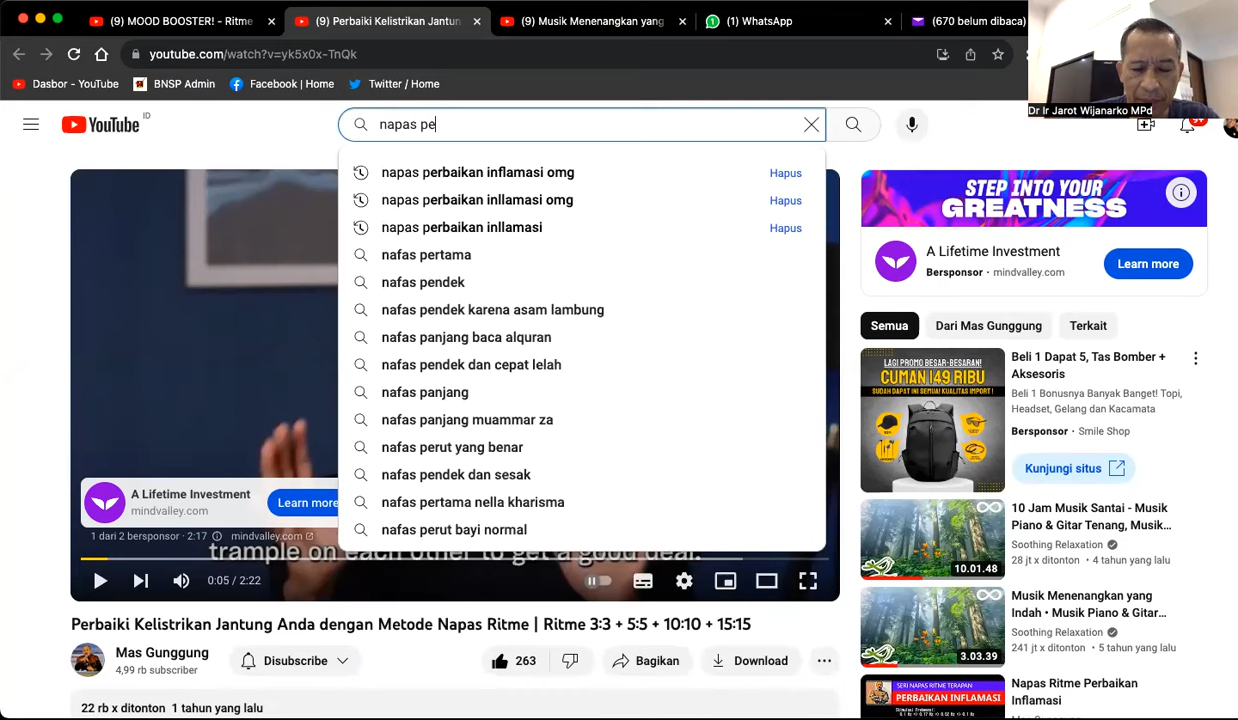 (9) MOOD BOOSTER! - Ritme
(9) Perbaiki Kelistrikan Jantung
(9) Musik Menenangkan yang
(1) WhatsApp
(670 belum dibaca)
youtube.com/watch?v=yk5x0x-TnQk
Dasbor - YouTube
BNSP Admin
Facebook | Home
Twitter / Home
Dr Ir Jarot Wijanarko MPd
YouTube ID
napas pe
9+
napas perbaikan inflamasi omg Hapus
napas perbaikan inllamasi omg Hapus
napas perbaikan inllamasi Hapus
nafas pertama
nafas pendek
nafas pendek karena asam lambung
nafas panjang baca alquran
nafas pendek dan cepat lelah
nafas panjang
nafas panjang muammar za
nafas perut yang benar
nafas pendek dan sesak
nafas pertama nella kharisma
nafas perut bayi normal
A Lifetime Investment
mindvalley.com
Learn more
1 dari 2 bersponsor · 2:17 mindvalley.com
trample on each other to get a good deal.
0:05 / 2:22
Perbaiki Kelistrikan Jantung Anda dengan Metode Napas Ritme | Ritme 3:3 + 5:5 + 10:10 + 15:15
Mas Gunggung
4,99 rb subscriber
Disubscribe
263
Bagikan
Download
22 rb x ditonton 1 tahun yang lalu
STEP INTO YOUR
GREATNESS
A Lifetime Investment
Bersponsor · mindvalley.com
Learn more
Semua
Dari Mas Gunggung
Terkait
LAGI PROMO BESAR-BESARAN!
CUMAN 149 RIBU
SUDAH DAPAT INI SEMUA! KUALITAS IMPORT!
Beli 1 Dapat 5, Tas Bomber +
Aksesoris
Beli 1 Bonusnya Banyak Banget! Topi,
Headset, Gelang dan Kacamata
Bersponsor · Smile Shop
Kunjungi situs
10.01.48
10 Jam Musik Santai - Musik
Piano & Gitar Tenang, Musik...
Soothing Relaxation
28 jt x ditonton · 4 tahun yang lalu
3.03.39
Musik Menenangkan yang
Indah • Musik Piano & Gitar...
Soothing Relaxation
241 jt x ditonton · 5 tahun yang lalu
SERI NAPAS RITME TERAPAN
PERBAIKAN INFLAMASI
Napas Ritme Perbaikan
Inflamasi